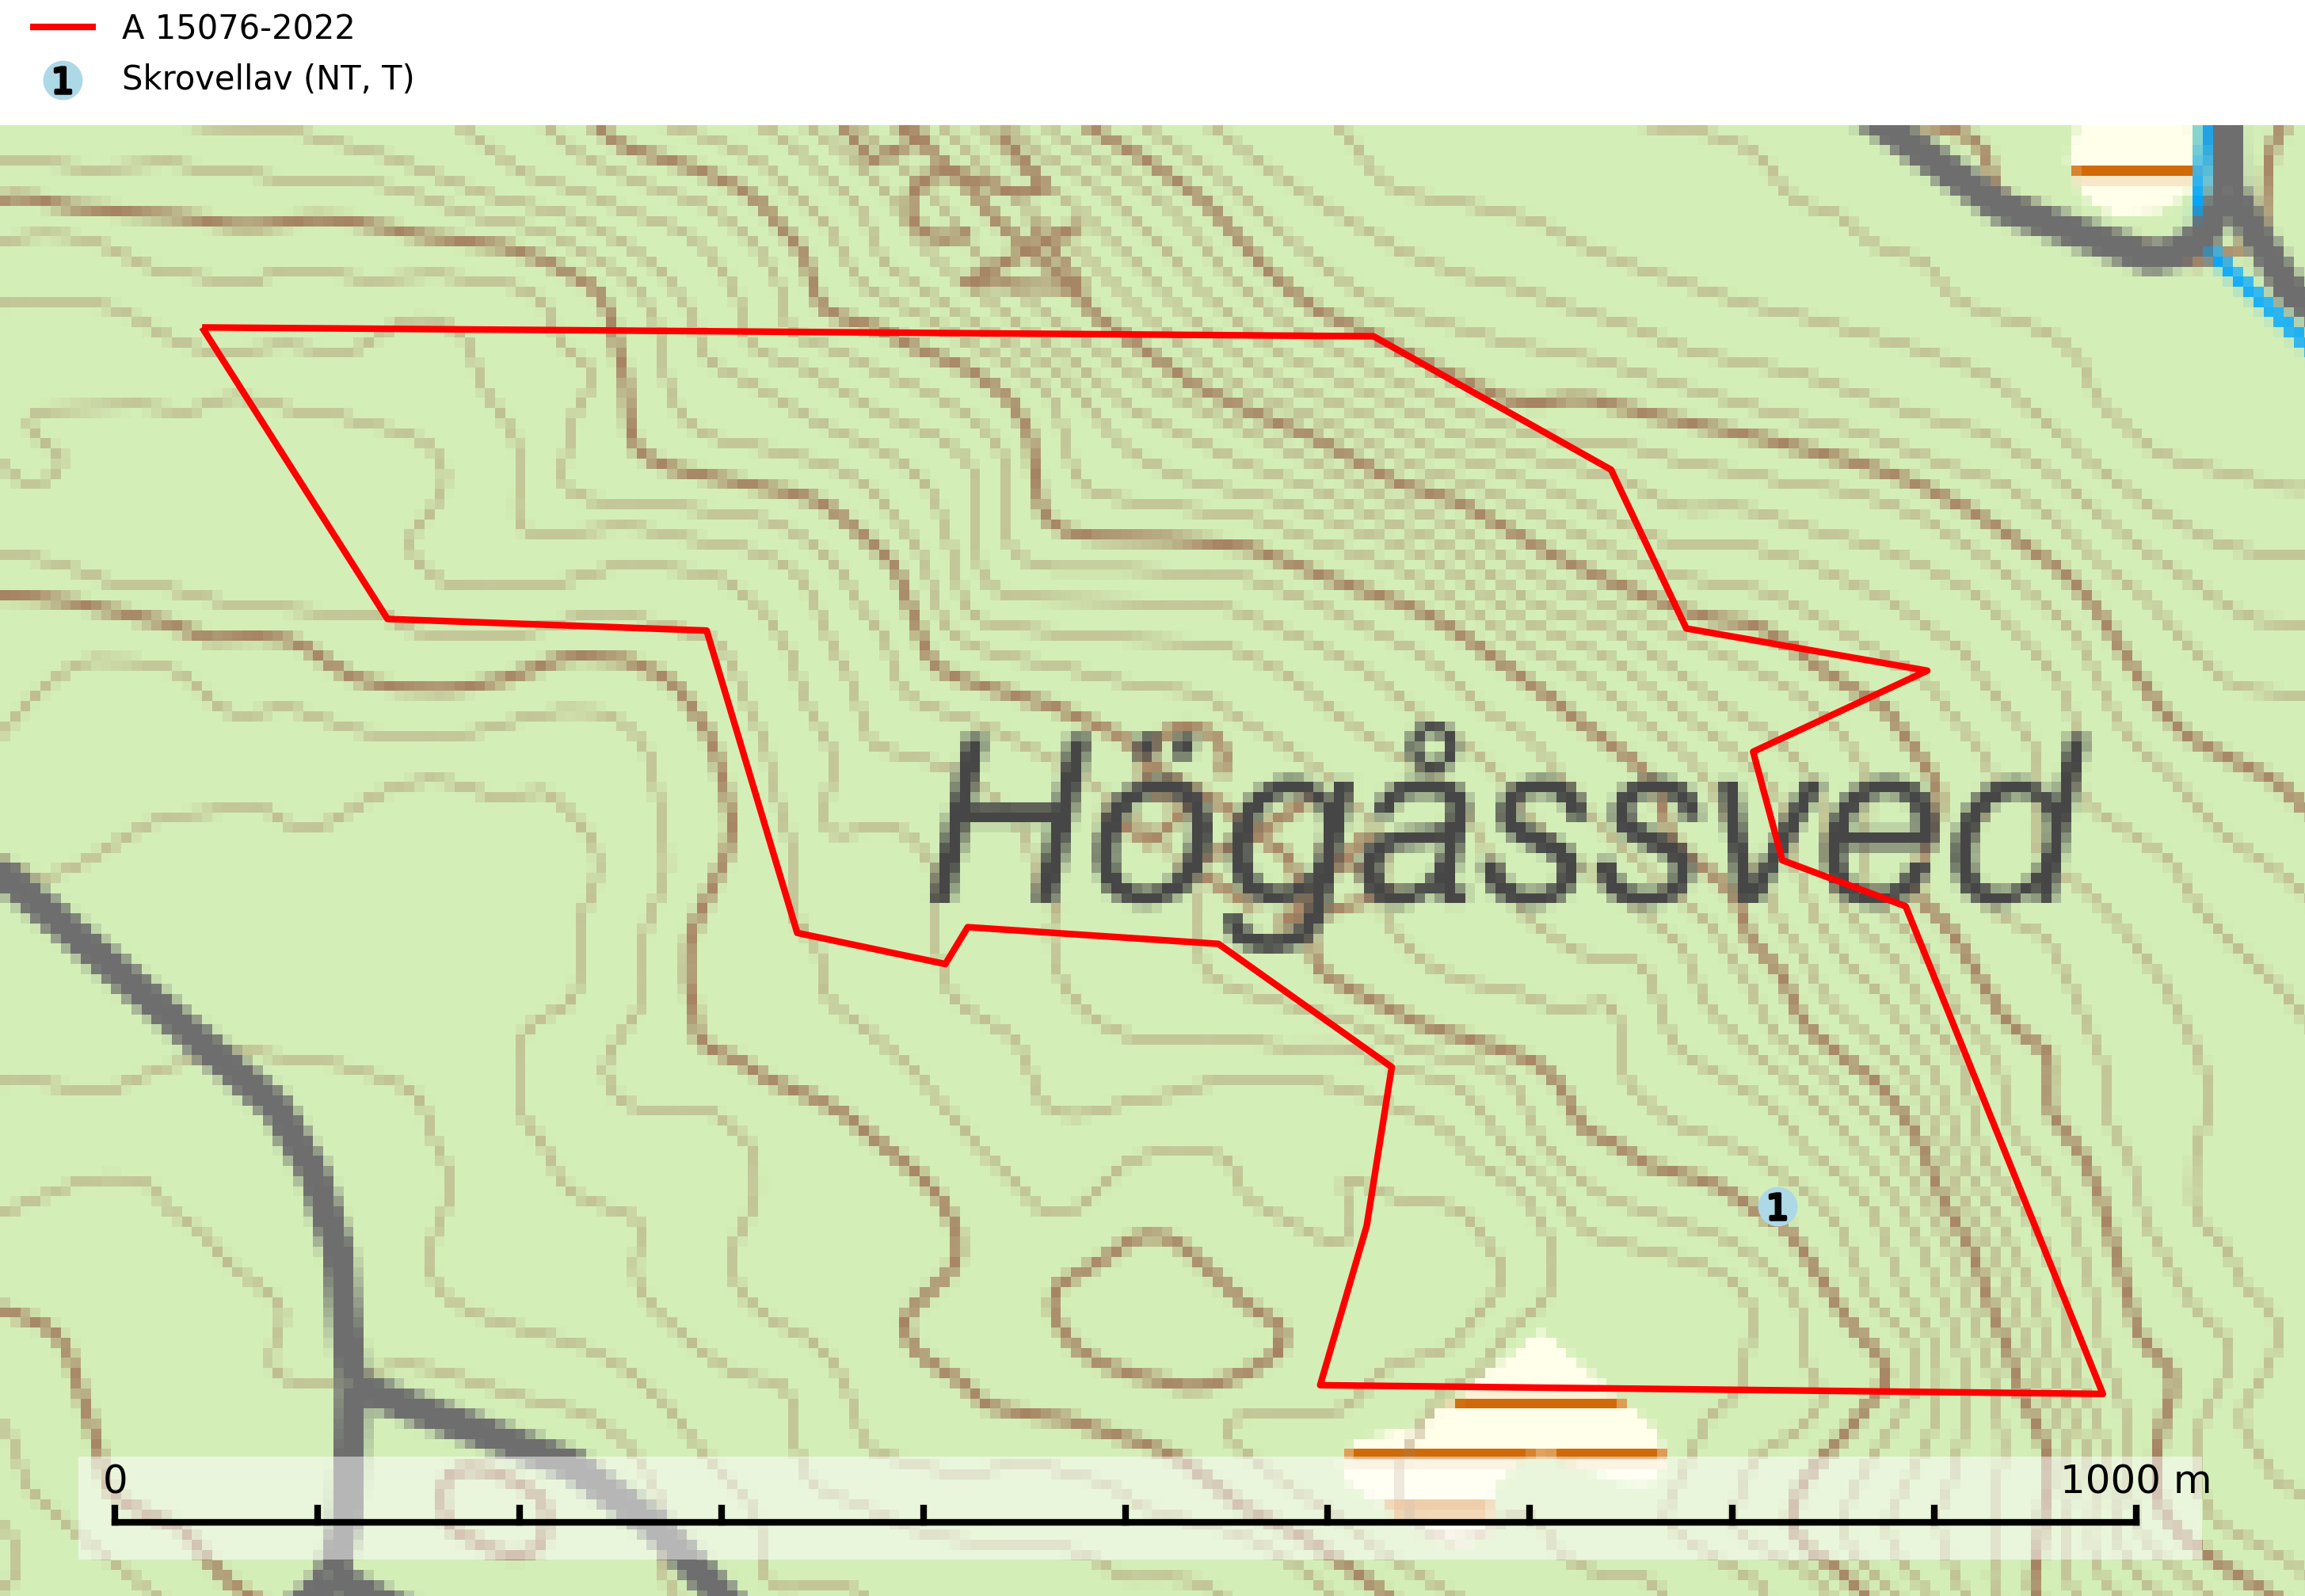 A 15076-2022
1 Skrovellav (NT, T)
Högåssved
1
0 1000 m